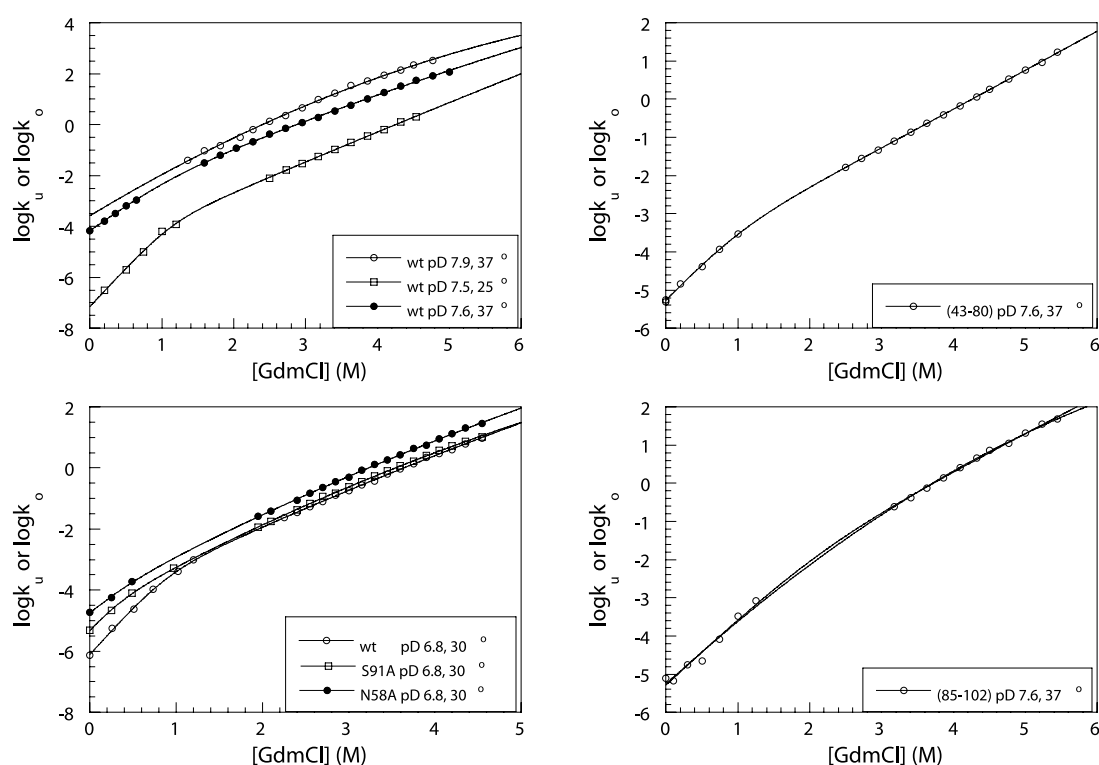 4
2
0
-2
-4
-6
-8
logk u or logk o
0 1 2 3 4 5 6
[GdmCl] (M)
wt pD 7.9, 37 °
wt pD 7.5, 25 °
wt pD 7.6, 37 °
2
1
0
-1
-2
-3
-4
-5
-6
logk u or logk o
0 1 2 3 4 5 6
[GdmCl] (M)
(43-80) pD 7.6, 37 °
2
0
-2
-4
-6
-8
logk u or logk o
0 1 2 3 4 5
[GdmCl] (M)
wt pD 6.8, 30 °
S91A pD 6.8, 30 °
N58A pD 6.8, 30 °
2
1
0
-1
-2
-3
-4
-5
-6
logk u or logk o
0 1 2 3 4 5 6
[GdmCl] (M)
(85-102) pD 7.6, 37 °